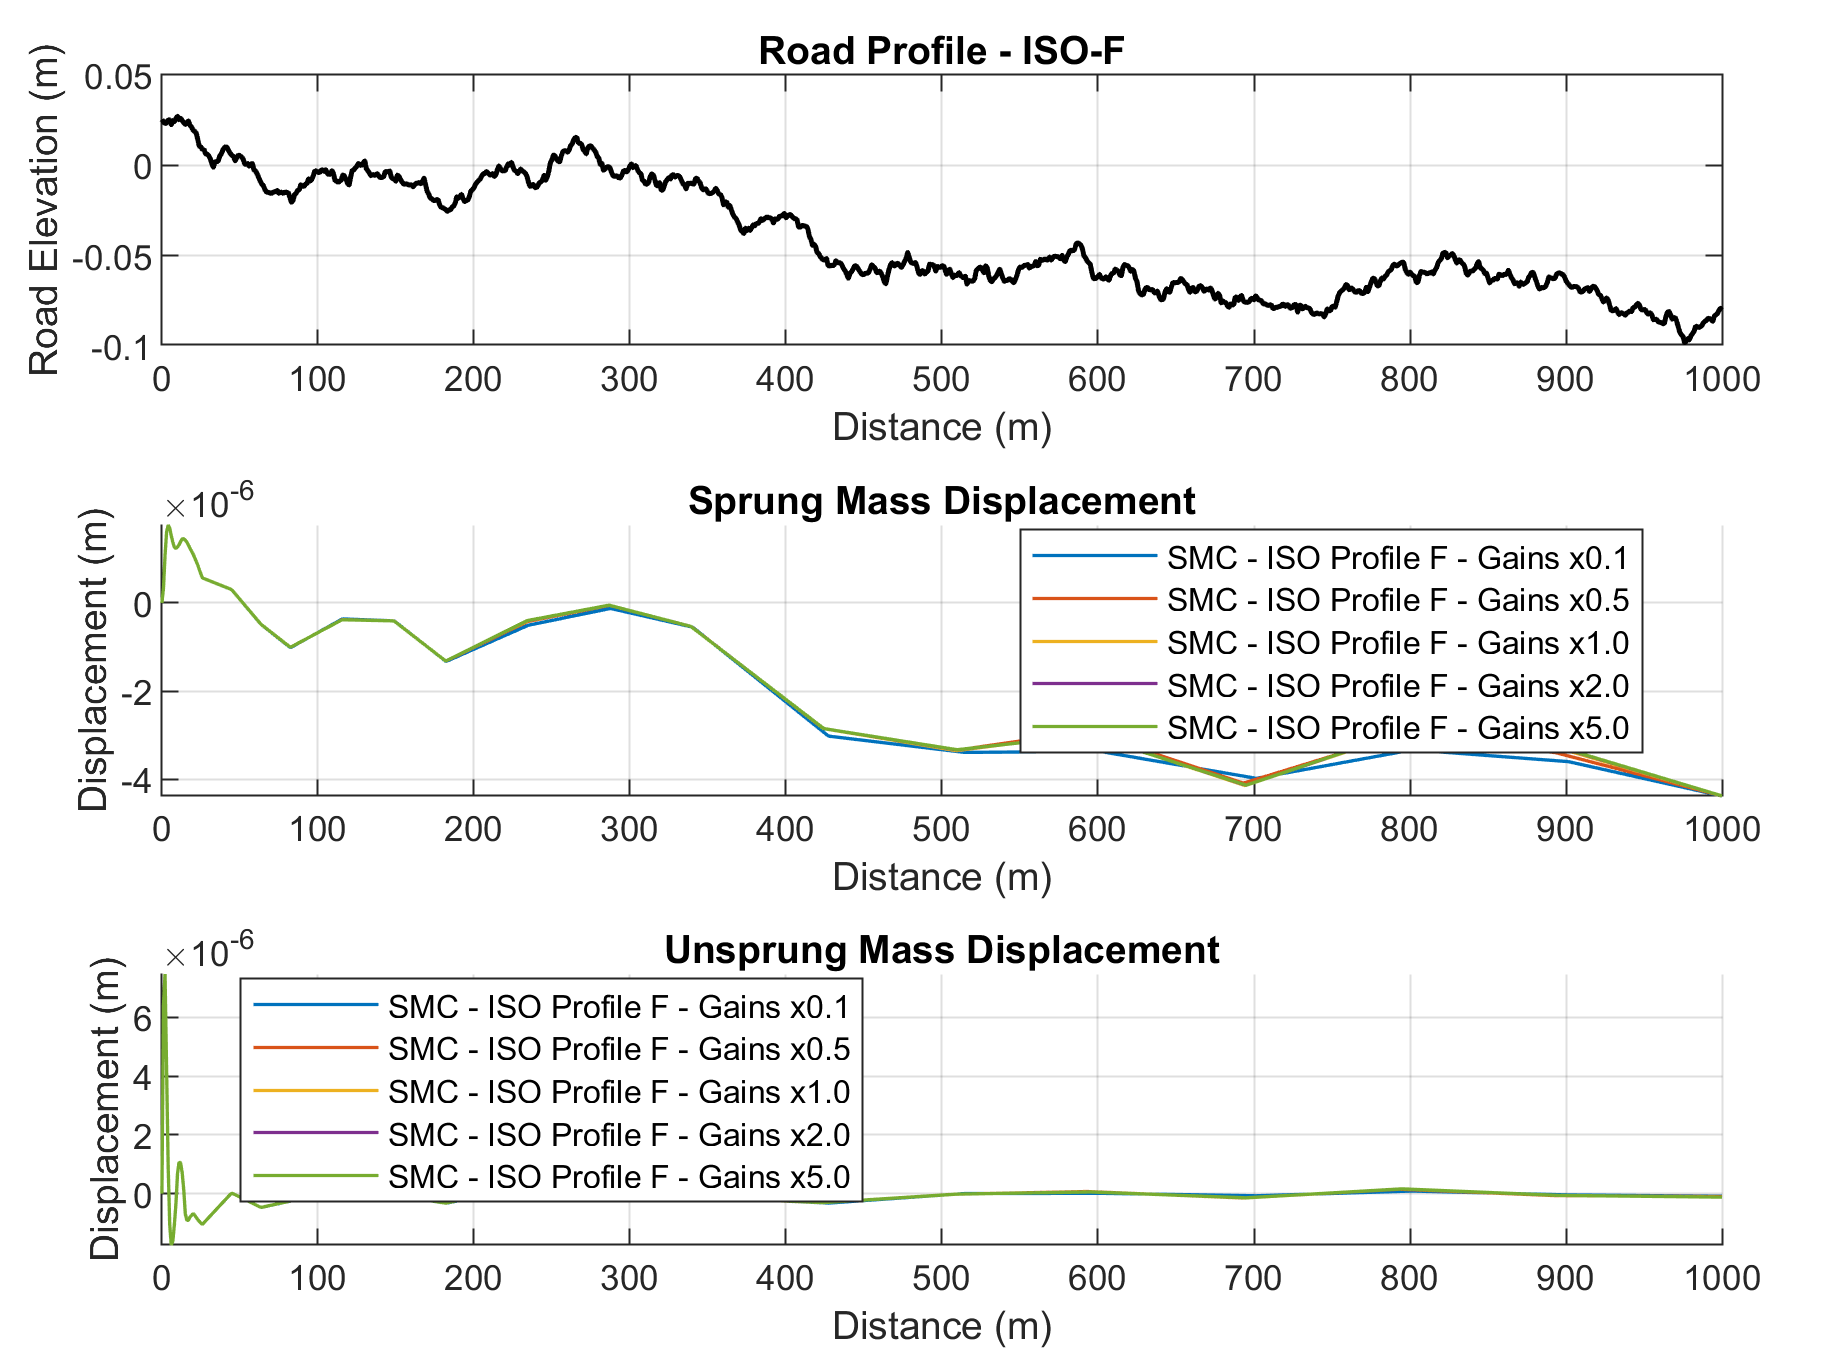 Road Profile - ISO-F
Road Elevation (m)
0.05
0
-0.05
-0.1
0 100 200 300 400 500 600 700 800 900 1000
Distance (m)
Sprung Mass Displacement
×10-6
Displacement (m)
0
-2
-4
SMC - ISO Profile F - Gains x0.1
SMC - ISO Profile F - Gains x0.5
SMC - ISO Profile F - Gains x1.0
SMC - ISO Profile F - Gains x2.0
SMC - ISO Profile F - Gains x5.0
0 100 200 300 400 500 600 700 800 900 1000
Distance (m)
Unsprung Mass Displacement
×10-6
Displacement (m)
6
4
2
0
SMC - ISO Profile F - Gains x0.1
SMC - ISO Profile F - Gains x0.5
SMC - ISO Profile F - Gains x1.0
SMC - ISO Profile F - Gains x2.0
SMC - ISO Profile F - Gains x5.0
0 100 200 300 400 500 600 700 800 900 1000
Distance (m)